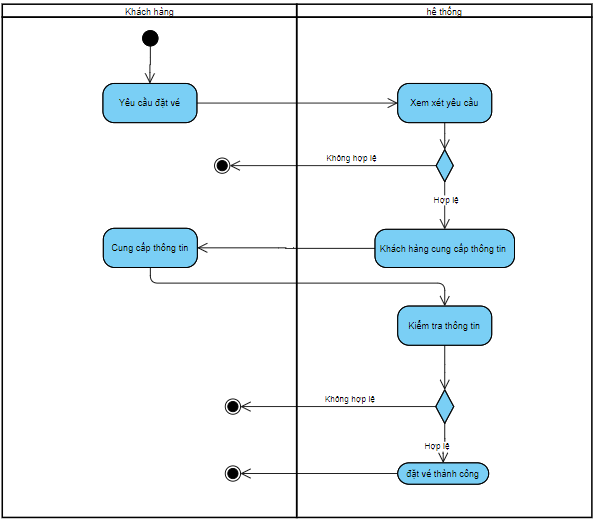 Khách hàng
hê thống
Yêu cầu đặt vé
Xem xét yêu cầu
Không hợp lệ
Hợp lệ
Cung cấp thông tin
Khách hàng cung cấp thông tin
Kiểm tra thông tin
Không hợp lệ
Hợp lệ
đặt vé thành công